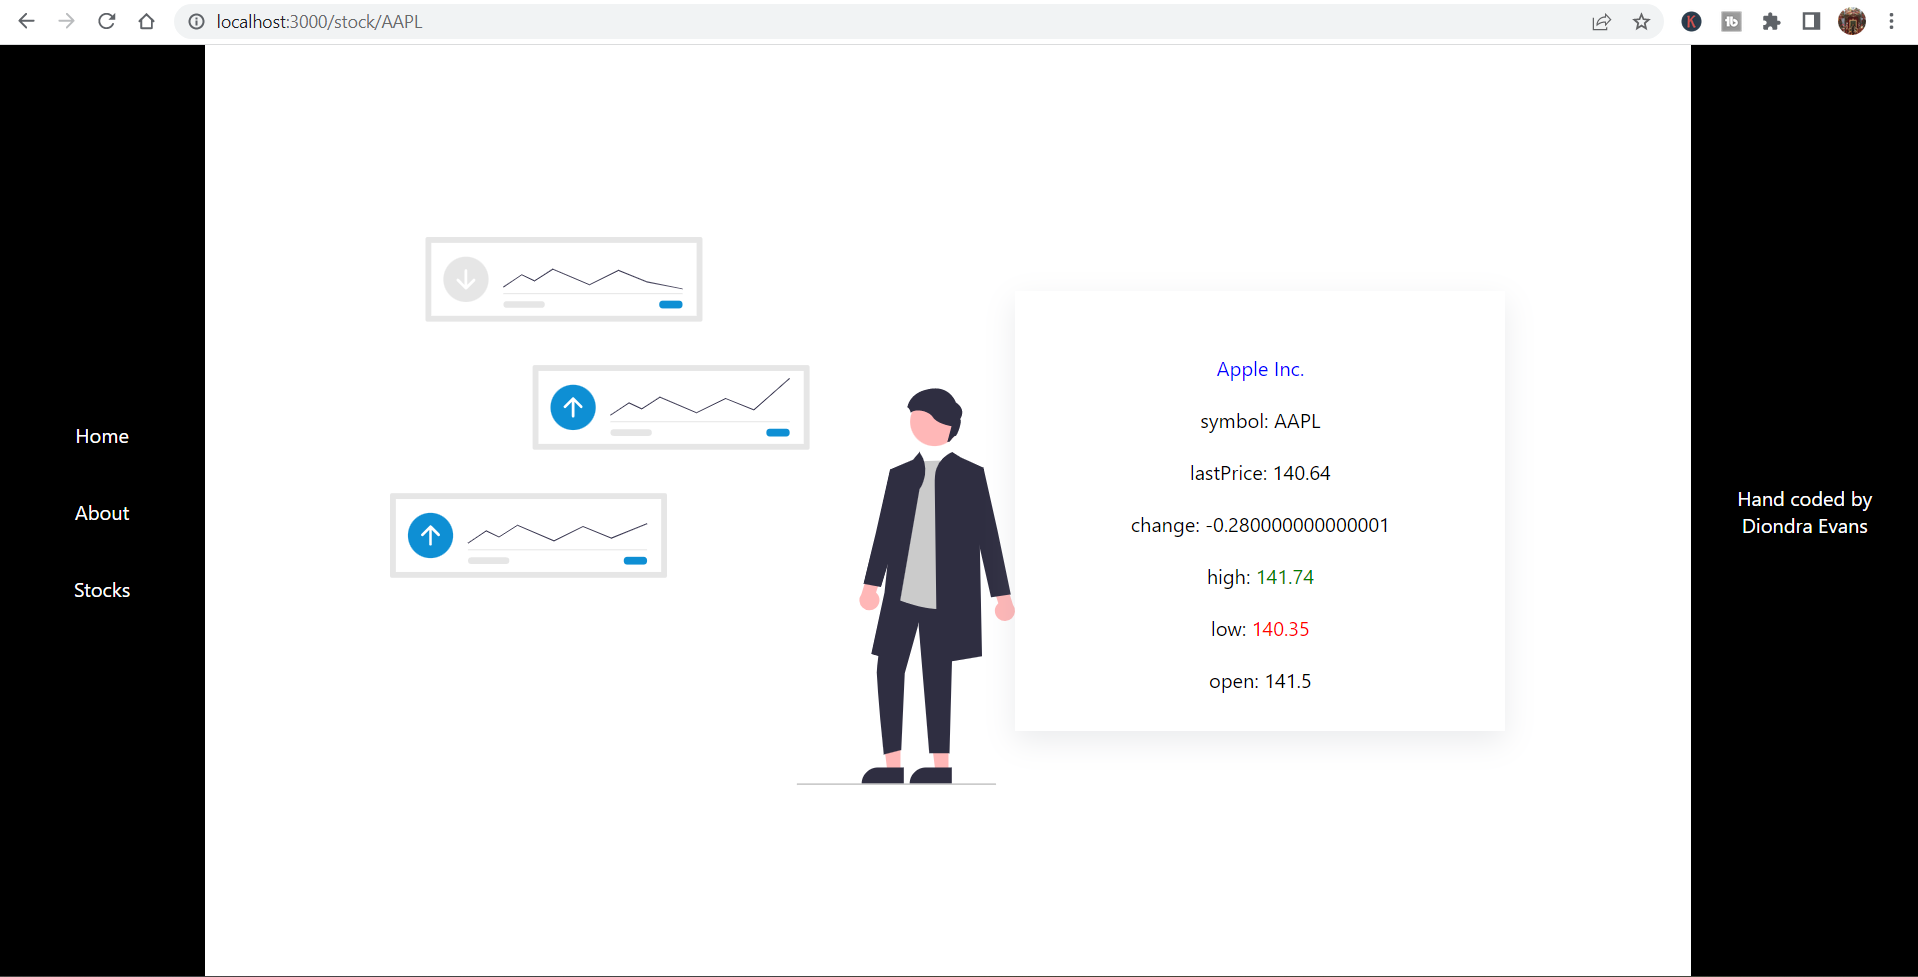 localhost:3000/stock/AAPL
K
tb
Home
About
Stocks
Apple Inc.
symbol: AAPL
lastPrice: 140.64
change: -0.280000000000001
high: 141.74
low: 140.35
open: 141.5
Hand coded by
Diondra Evans